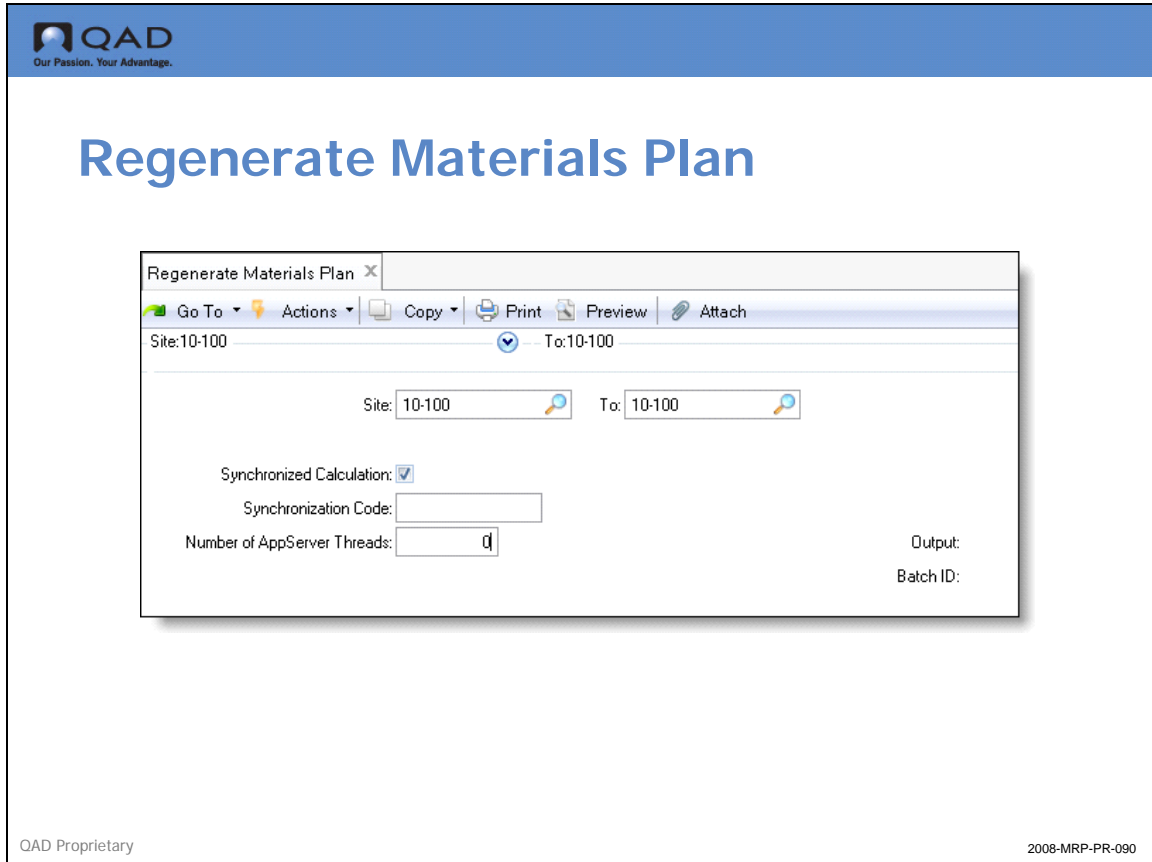 QAD
Our Passion. Your Advantage.
Regenerate Materials Plan
Regenerate Materials Plan
Go To Actions Copy Print Preview Attach
Site:10-100 To:10-100
Site: 10-100 To: 10-100
Synchronized Calculation:
Synchronization Code:
Number of AppServer Threads: 0 Output:
Batch ID:
QAD Proprietary 2008-MRP-PR-090